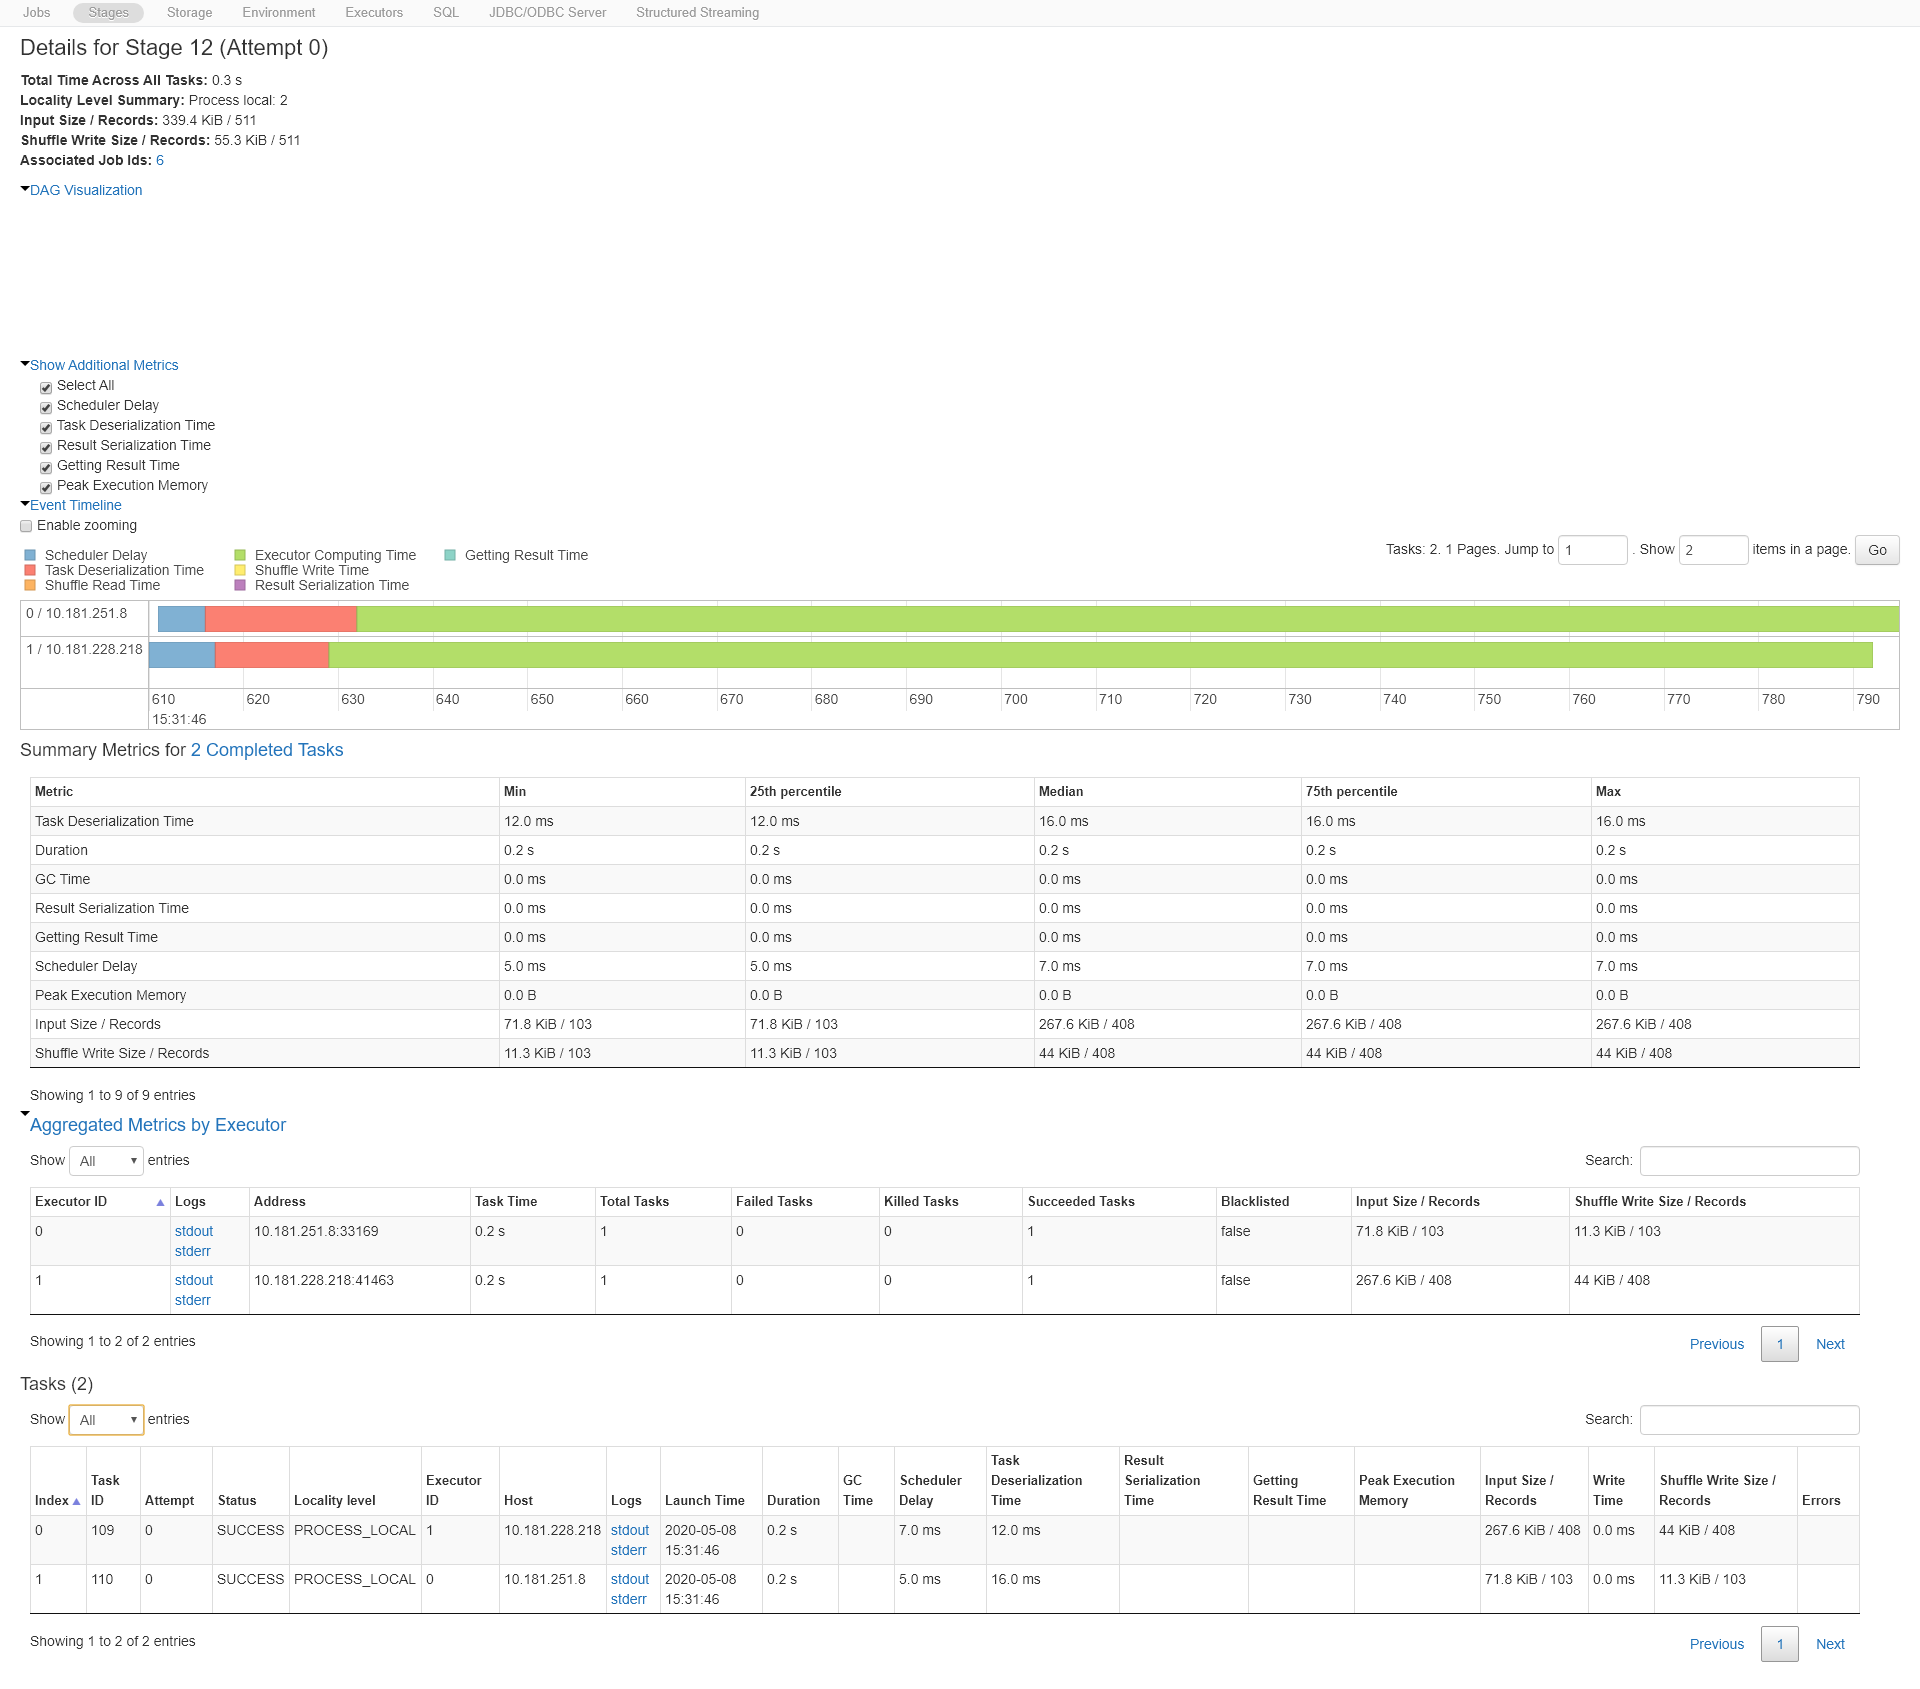 Jobs Stages Storage Environment Executors SQL JDBC/ODBC Server Structured Streaming
Details for Stage 12 (Attempt 0)
Total Time Across All Tasks: 0.3 s
Locality Level Summary: Process local: 2
Input Size / Records: 339.4 KiB / 511
Shuffle Write Size / Records: 55.3 KiB / 511
Associated Job Ids: 6
DAG Visualization
Show Additional Metrics
Select All
Scheduler Delay
Task Deserialization Time
Result Serialization Time
Getting Result Time
Peak Execution Memory
Event Timeline
Enable zooming
Tasks: 2. 1 Pages. Jump to 1 . Show 2 items in a page. Go
Scheduler Delay Executor Computing Time Getting Result Time
Task Deserialization Time Shuffle Write Time
Shuffle Read Time Result Serialization Time
0 / 10.181.251.8
1 / 10.181.228.218
610 620 630 640 650 660 670 680 690 700 710 720 730 740 750 760 770 780 790
15:31:46
Summary Metrics for 2 Completed Tasks
Metric Min 25th percentile Median 75th percentile Max
Task Deserialization Time 12.0 ms 12.0 ms 16.0 ms 16.0 ms 16.0 ms
Duration 0.2 s 0.2 s 0.2 s 0.2 s 0.2 s
GC Time 0.0 ms 0.0 ms 0.0 ms 0.0 ms 0.0 ms
Result Serialization Time 0.0 ms 0.0 ms 0.0 ms 0.0 ms 0.0 ms
Getting Result Time 0.0 ms 0.0 ms 0.0 ms 0.0 ms 0.0 ms
Scheduler Delay 5.0 ms 5.0 ms 7.0 ms 7.0 ms 7.0 ms
Peak Execution Memory 0.0 B 0.0 B 0.0 B 0.0 B 0.0 B
Input Size / Records 71.8 KiB / 103 71.8 KiB / 103 267.6 KiB / 408 267.6 KiB / 408 267.6 KiB / 408
Shuffle Write Size / Records 11.3 KiB / 103 11.3 KiB / 103 44 KiB / 408 44 KiB / 408 44 KiB / 408
Showing 1 to 9 of 9 entries
Aggregated Metrics by Executor
Show All entries Search:
Executor ID Logs Address Task Time Total Tasks Failed Tasks Killed Tasks Succeeded Tasks Blacklisted Input Size / Records Shuffle Write Size / Records
0 stdout 10.181.251.8:33169 0.2 s 1 0 0 1 false 71.8 KiB / 103 11.3 KiB / 103
stderr
1 stdout 10.181.228.218:41463 0.2 s 1 0 0 1 false 267.6 KiB / 408 44 KiB / 408
stderr
Showing 1 to 2 of 2 entries
Previous 1 Next
Tasks (2)
Show All entries Search:
Task Result
Task Executor GC Scheduler Deserialization Serialization Getting Peak Execution Input Size / Write Shuffle Write Size /
Index ID Attempt Status Locality level ID Host Logs Launch Time Duration Time Delay Time Time Result Time Memory Records Time Records Errors
0 109 0 SUCCESS PROCESS_LOCAL 1 10.181.228.218 stdout 2020-05-08 0.2 s 7.0 ms 12.0 ms 267.6 KiB / 408 0.0 ms 44 KiB / 408
stderr 15:31:46
1 110 0 SUCCESS PROCESS_LOCAL 0 10.181.251.8 stdout 2020-05-08 0.2 s 5.0 ms 16.0 ms 71.8 KiB / 103 0.0 ms 11.3 KiB / 103
stderr 15:31:46
Showing 1 to 2 of 2 entries
Previous 1 Next